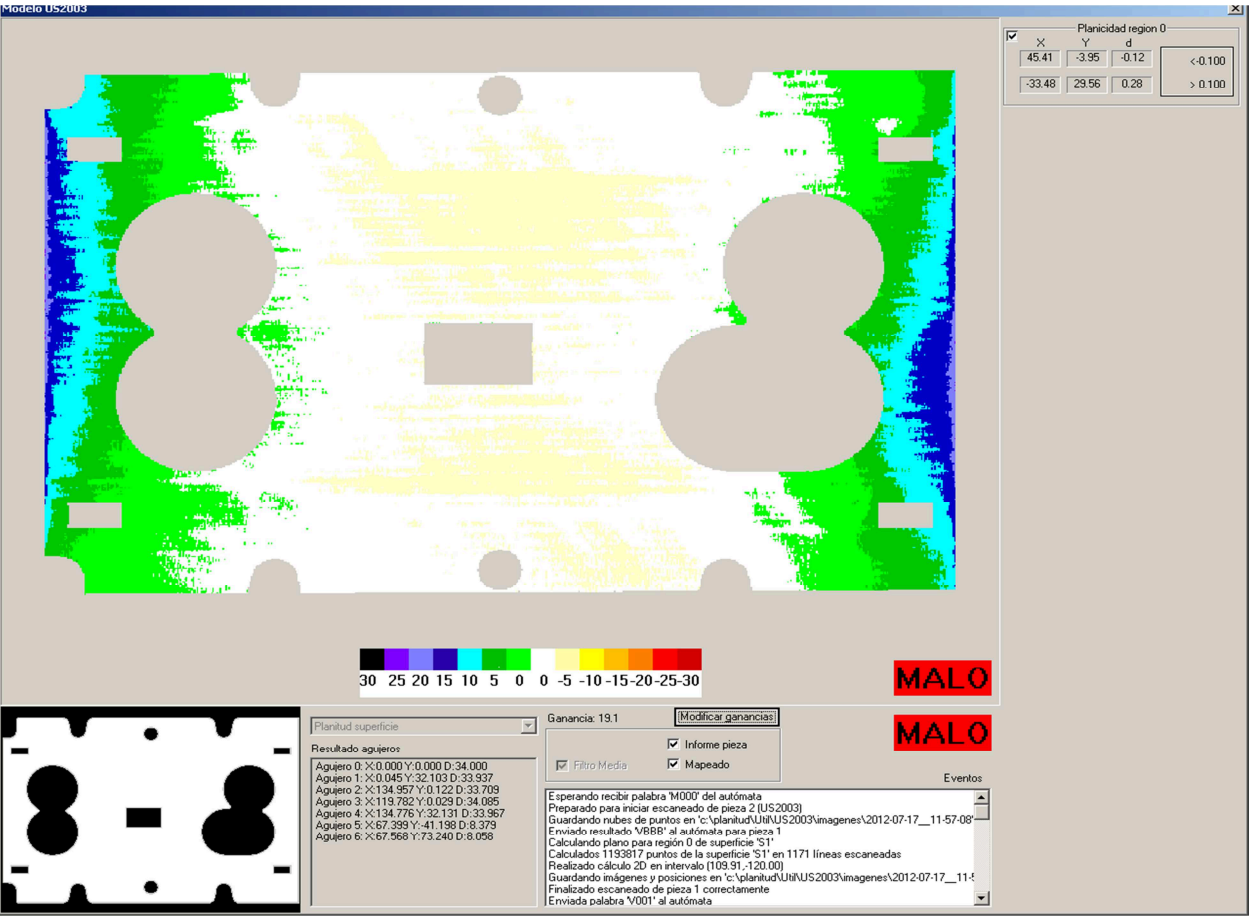 Modelo US2003
Planicidad region 0
X Y d
45.41 -3.95 -0.12 <-0.100
-33.48 29.56 0.28 > 0.100
30 25 20 15 10 5 0 0 -5 -10 -15 -20 -25 -30
MALO
MALO
Planitud superficie
Resultado agujeros
Agujero 0: X:0.000 Y:0.000 D:34.000
Agujero 1: X:0.045 Y:32.103 D:33.937
Agujero 2: X:134.957 Y:0.122 D:33.709
Agujero 3: X:119.782 Y:0.029 D:34.085
Agujero 4: X:134.776 Y:32.131 D:33.967
Agujero 5: X:67.399 Y:-41.198 D:8.379
Agujero 6: X:67.568 Y:73.240 D:8.058
Ganancia: 19.1
Modificar ganancias
Informe pieza
Filtro Media
Mapeado
Eventos
Esperando recibir palabra 'M000' del autómata
Preparado para iniciar escaneado de pieza 2 (US2003)
Guardando nubes de puntos en 'c:\planitud\Util\US2003\imagenes\2012-07-17__11-57-08'
Enviado resultado 'VBBB' al autómata para pieza 1
Calculando plano para región 0 de superficie 'S1'
Calculados 1193817 puntos de la superficie 'S1' en 1171 líneas escaneadas
Realizado cálculo 2D en intervalo (109.91,-120.00)
Guardando imágenes y posiciones en 'c:\planitud\Util\US2003\imagenes\2012-07-17__11-5
Finalizado escaneado de pieza 1 correctamente
Enviada palabra 'V001' al autómata